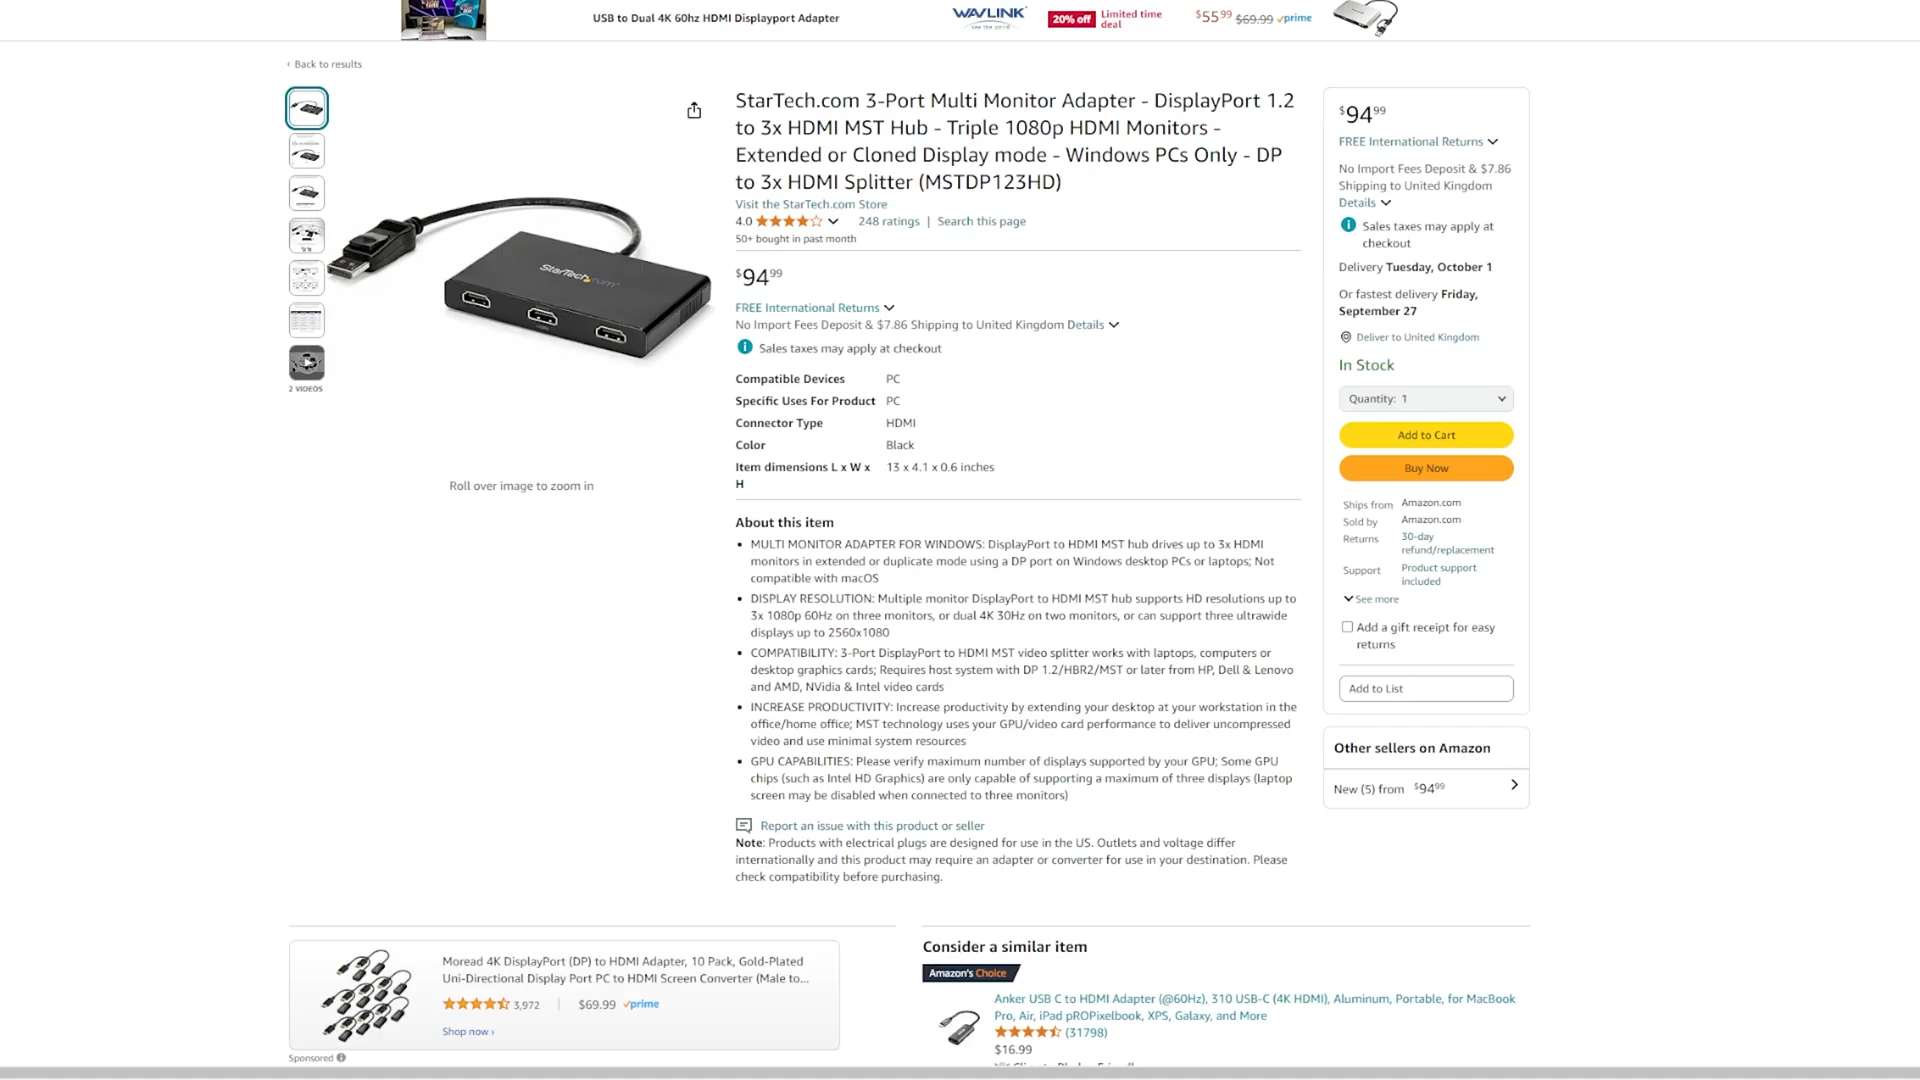 USB to Dual 4K 60hz HDMI Displayport Adapter
WAVLINK
20% off
Limited time
deal
$55.99 $69.99 prime
‹ Back to results
2 VIDEOS
StarTech.com
Roll over image to zoom in
StarTech.com 3-Port Multi Monitor Adapter - DisplayPort 1.2
to 3x HDMI MST Hub - Triple 1080p HDMI Monitors -
Extended or Cloned Display mode - Windows PCs Only - DP
to 3x HDMI Splitter (MSTDP123HD)
Visit the StarTech.com Store
4.0 248 ratings | Search this page
50+ bought in past month
$94.99
FREE International Returns
No Import Fees Deposit & $7.86 Shipping to United Kingdom Details
Sales taxes may apply at checkout
Compatible Devices PC
Specific Uses For Product PC
Connector Type HDMI
Color Black
Item dimensions L x W x 13 x 4.1 x 0.6 inches
H
About this item
• MULTI MONITOR ADAPTER FOR WINDOWS: DisplayPort to HDMI MST hub drives up to 3x HDMI
monitors in extended or duplicate mode using a DP port on Windows desktop PCs or laptops; Not
compatible with macOS
• DISPLAY RESOLUTION: Multiple monitor DisplayPort to HDMI MST hub supports HD resolutions up to
3x 1080p 60Hz on three monitors, or dual 4K 30Hz on two monitors, or can support three ultrawide
displays up to 2560x1080
• COMPATIBILITY: 3-Port DisplayPort to HDMI MST video splitter works with laptops, computers or
desktop graphics cards; Requires host system with DP 1.2/HBR2/MST or later from HP, Dell & Lenovo
and AMD, NVidia & Intel video cards
• INCREASE PRODUCTIVITY: Increase productivity by extending your desktop at your workstation in the
office/home office; MST technology uses your GPU/video card performance to deliver uncompressed
video and use minimal system resources
• GPU CAPABILITIES: Please verify maximum number of displays supported by your GPU; Some GPU
chips (such as Intel HD Graphics) are only capable of supporting a maximum of three displays (laptop
screen may be disabled when connected to three monitors)
Report an issue with this product or seller
Note: Products with electrical plugs are designed for use in the US. Outlets and voltage differ
internationally and this product may require an adapter or converter for use in your destination. Please
check compatibility before purchasing.
$94.99
FREE International Returns
No Import Fees Deposit & $7.86
Shipping to United Kingdom
Details
Sales taxes may apply at
checkout
Delivery Tuesday, October 1
Or fastest delivery Friday,
September 27
Deliver to United Kingdom
In Stock
Quantity: 1
Add to Cart
Buy Now
Ships from Amazon.com
Sold by Amazon.com
Returns 30-day
refund/replacement
Support Product support
included
See more
Add a gift receipt for easy
returns
Add to List
Other sellers on Amazon
New (5) from $94.99
Moread 4K DisplayPort (DP) to HDMI Adapter, 10 Pack, Gold-Plated
Uni-Directional Display Port PC to HDMI Screen Converter (Male to...
3,972 | $69.99 prime
Shop now ›
Sponsored
Consider a similar item
Amazon's Choice
Anker USB C to HDMI Adapter (@60Hz), 310 USB-C (4K HDMI), Aluminum, Portable, for MacBook
Pro, Air, iPad pROPixelbook, XPS, Galaxy, and More
(31798)
$16.99